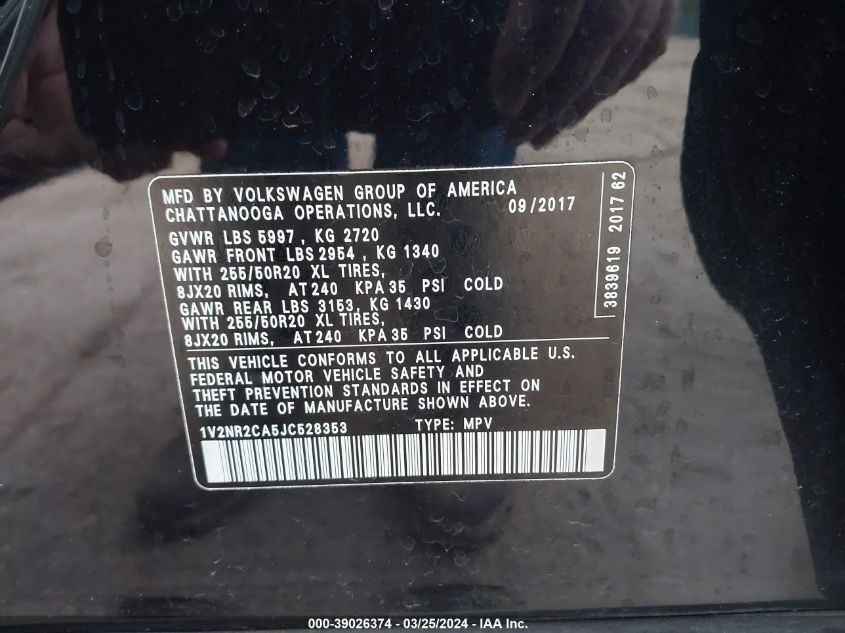 MFD BY VOLKSWAGEN GROUP OF AMERICA
CHATTANOOGA OPERATIONS, LLC. 09/2017
GVWR LBS 5997 , KG 2720
GAWR FRONT LBS 2954 , KG 1340
WITH 255/50R20 XL TIRES,
8JX20 RIMS, AT 240 KPA 35 PSI COLD
GAWR REAR LBS 3153, KG 1430
WITH 255/50R20 XL TIRES,
8JX20 RIMS, AT 240 KPA 35 PSI COLD
3839619 2017 62
THIS VEHICLE CONFORMS TO ALL APPLICABLE U.S.
FEDERAL MOTOR VEHICLE SAFETY AND
THEFT PREVENTION STANDARDS IN EFFECT ON
THE DATE OF MANUFACTURE SHOWN ABOVE.
1V2NR2CA5JC528353 TYPE: MPV
000-39026374 - 03/25/2024 - IAA Inc.